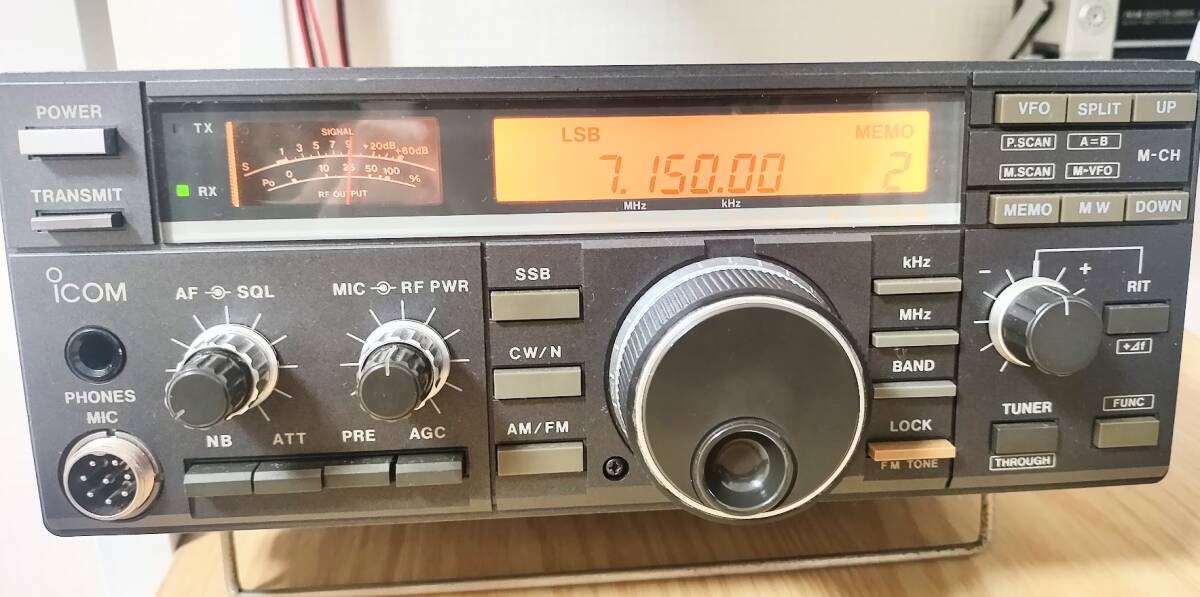 POWER
TRANSMIT
TX
RX
SIGNAL
S 1 3 5 7 9 +20dB +60dB
Po 0 10 25 50 100 %
RF OUTPUT
LSB MEMO
7.150.00 2
MHz kHz
VFO SPLIT UP
P.SCAN A=B
M-CH
M.SCAN M▸VFO
MEMO M W DOWN
ICOM
AF SQL
MIC RF PWR
PHONES
MIC
NB ATT PRE AGC
SSB
CW/N
AM/FM
kHz
MHz
BAND
LOCK
FM TONE
- +
RIT
+Δf
TUNER
THROUGH
FUNC